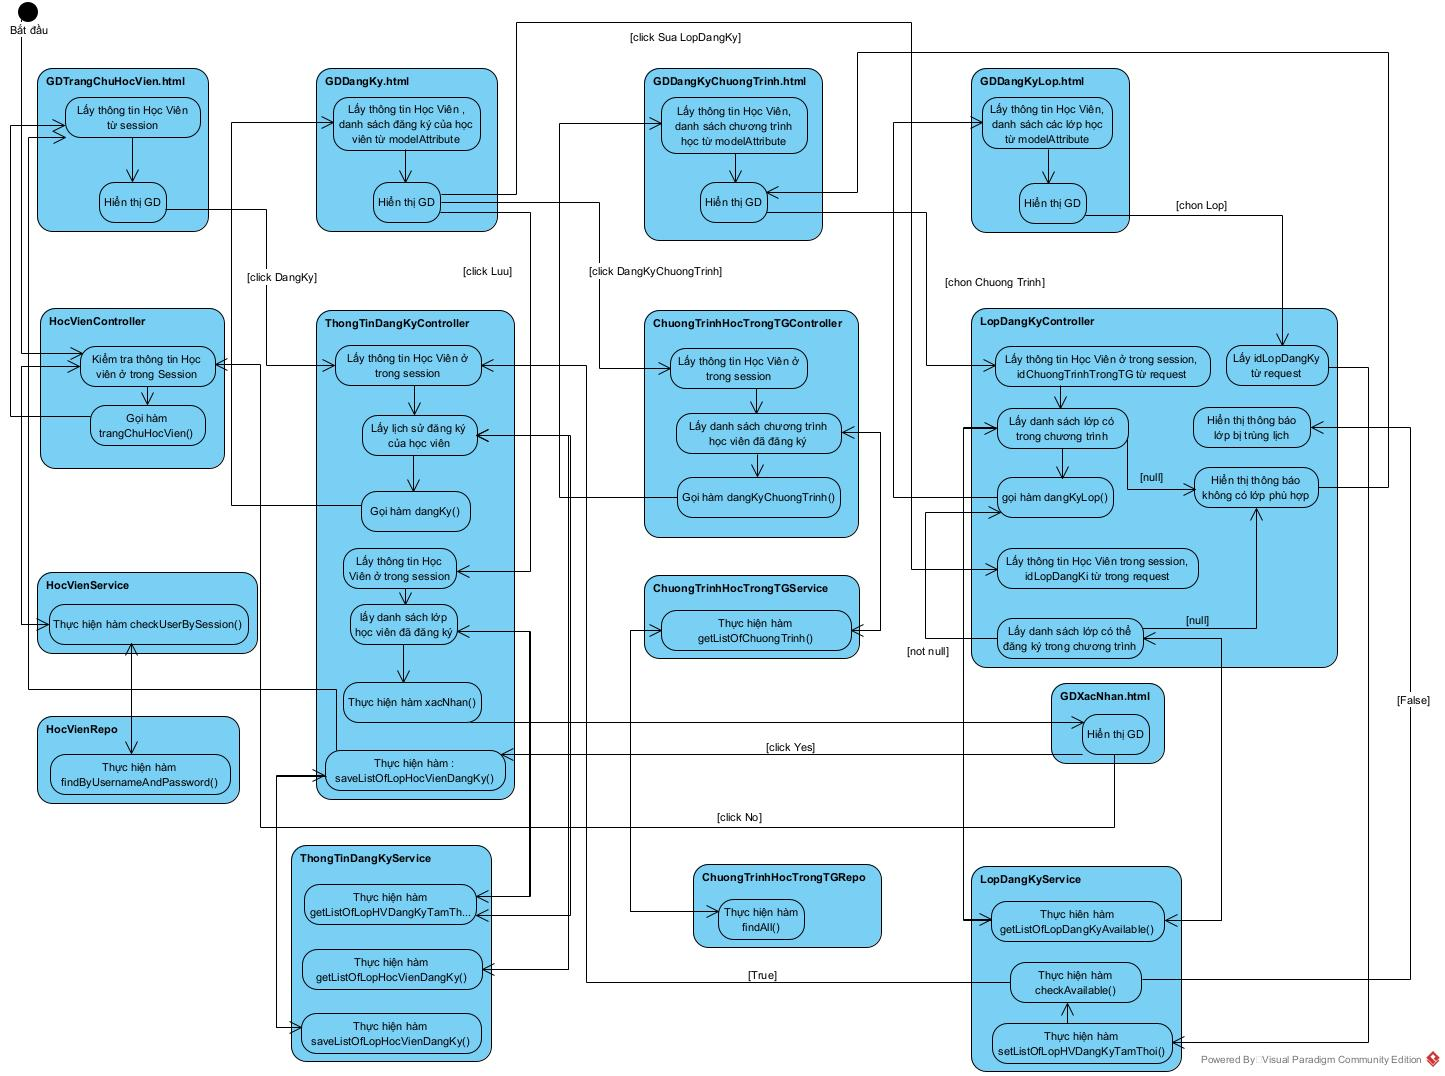 Bắt đầu
[click Sua LopDangKy]
GDTrangChuHocVien.html
Lấy thông tin Học Viên
từ session
Hiển thị GD
GDDangKy.html
Lấy thông tin Học Viên ,
danh sách đăng ký của học
viên từ modelAttribute
Hiển thị GD
GDDangKyChuongTrinh.html
Lấy thông tin Học Viên,
danh sách chương trình
học từ modelAttribute
Hiển thị GD
GDDangKyLop.html
Lấy thông tin Học Viên,
danh sách các lớp học
từ modelAttribute
Hiển thị GD
[chon Lop]
[click DangKy]
[click Luu]
[click DangKyChuongTrinh]
[chon Chuong Trinh]
HocVienController
Kiểm tra thông tin Học
viên ở trong Session
Gọi hàm
trangChuHocVien()
ThongTinDangKyController
Lấy thông tin Học Viên ở
trong session
Lấy lịch sử đăng ký
của học viên
Gọi hàm dangKy()
Lấy thông tin Học
Viên ở trong session
lấy danh sách lớp
học viên đã đăng ký
Thực hiện hàm xacNhan()
Thực hiện hàm :
saveListOfLopHocVienDangKy()
ChuongTrinhHocTrongTGController
Lấy thông tin Học Viên ở
trong session
Lấy danh sách chương trình
học viên đã đăng ký
Gọi hàm dangKyChuongTrinh()
LopDangKyController
Lấy thông tin Học Viên ở trong session,
idChuongTrinhTrongTG từ request
Lấy idLopDangKy
từ request
Lấy danh sách lớp có
trong chương trình
Hiển thị thông báo
lớp bị trùng lịch
[null]
Hiển thị thông báo
không có lớp phù hợp
gọi hàm dangKyLop()
Lấy thông tin Học Viên trong session,
idLopDangKi từ trong request
Lấy danh sách lớp có thể
đăng ký trong chương trình
[null]
[not null]
HocVienService
Thực hiện hàm checkUserBySession()
ChuongTrinhHocTrongTGService
Thực hiện hàm
getListOfChuongTrinh()
HocVienRepo
Thực hiện hàm
findByUsernameAndPassword()
GDXacNhan.html
Hiển thị GD
[False]
[click Yes]
[click No]
ThongTinDangKyService
Thực hiện hàm
getListOfLopHVDangKyTamTh...
Thực hiện hàm
getListOfLopHocVienDangKy()
Thực hiện hàm
saveListOfLopHocVienDangKy()
ChuongTrinhHocTrongTGRepo
Thực hiện hàm
findAll()
[True]
LopDangKyService
Thực hiên hàm
getListOfLopDangKyAvailable()
Thực hiện hàm
checkAvailable()
Thực hiện hàm
setListOfLopHVDangKyTamThoi()
Powered By Visual Paradigm Community Edition